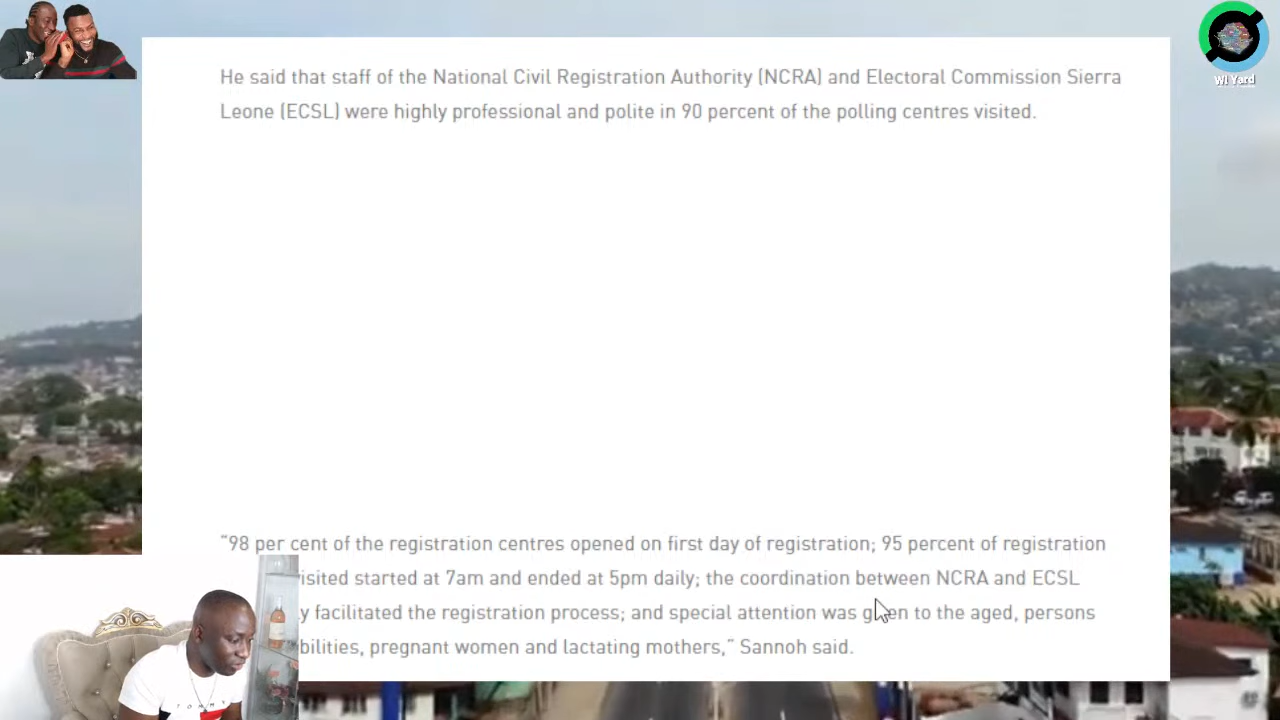 He said that staff of the National Civil Registration Authority (NCRA) and Electoral Commission Sierra
Leone (ECSL) were highly professional and polite in 90 percent of the polling centres visited.
WI Yard
“98 per cent of the registration centres opened on first day of registration; 95 percent of registration
started at 7am and ended at 5pm daily; the coordination between NCRA and ECSL
facilitated the registration process; and special attention was given to the aged, persons
pregnant women and lactating mothers,” Sannoh said.